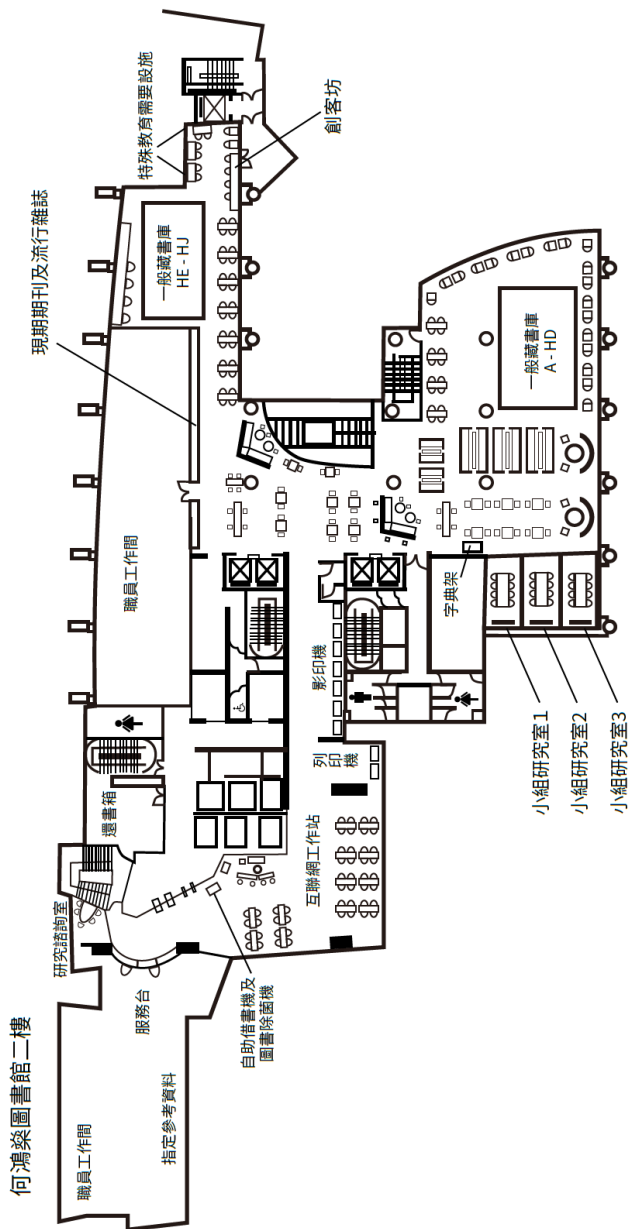 何鴻燊圖書館二樓
職員工作間
指定參考資料
服務台
研究諮詢室
還書箱
自助借書機及
圖書除菌機
互聯網工作站
列印機
影印機
職員工作間
現期期刊及流行雜誌
一般藏書庫
HE - HJ
特殊教育需要設施
創客坊
字典架
一般藏書庫
A - HD
小組研究室1
小組研究室2
小組研究室3